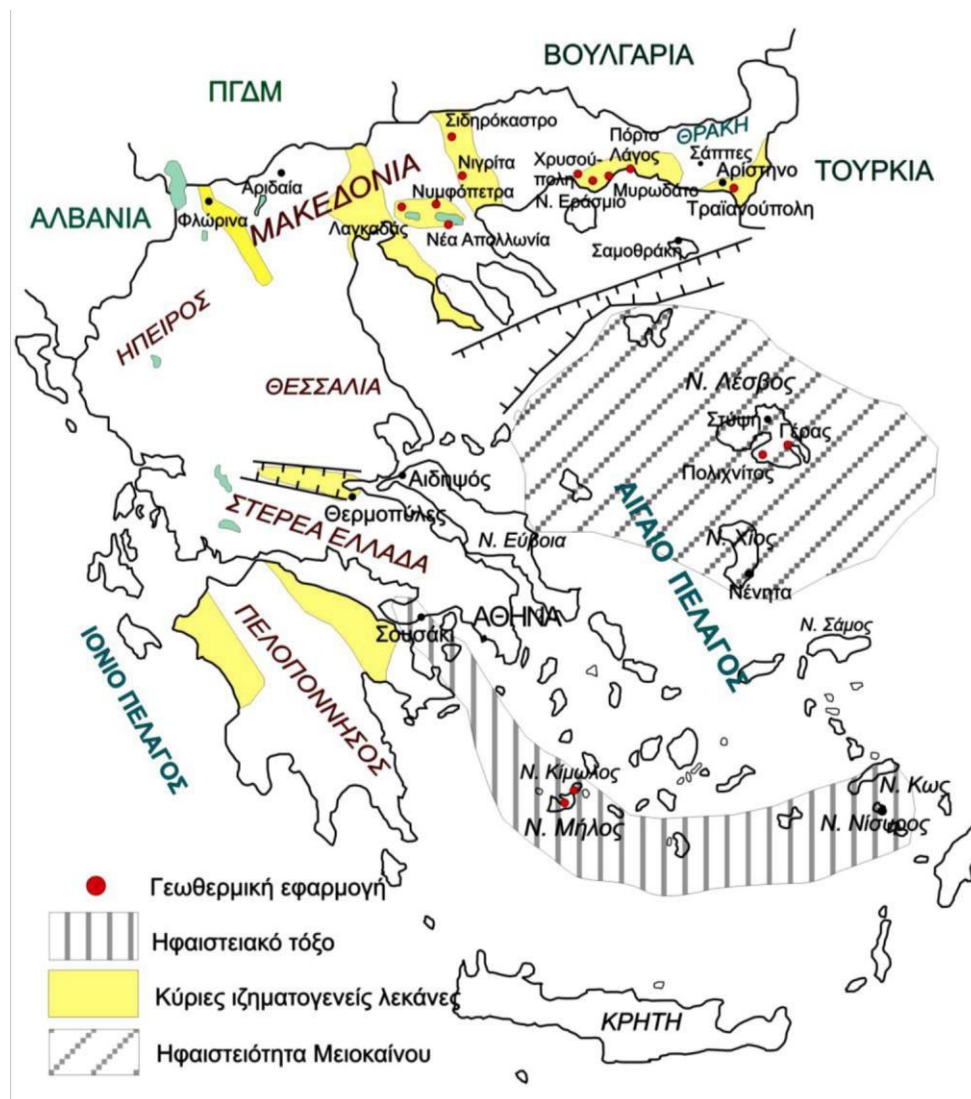 ΒΟΥΛΓΑΡΙΑ
ΠΓΔΜ
Σιδηρόκαστρο
Πόρτο
Λάγος
ΘΡΑΚΗ
Σάππες
Νιγρίτα
Χρυσού-
πολη
Αρίστηνο
ΤΟΥΡΚΙΑ
Αριδαία
ΜΑΚΕΔΟΝΙΑ
Νυμφόπετρα
Μυρωδάτο
Ν. Εράσμιο
Τραϊανούπολη
ΑΛΒΑΝΙΑ
Φλώρινα
Λαγκαδάς
Νέα Απολλωνία
Σαμοθράκη
ΗΠΕΙΡΟΣ
ΘΕΣΣΑΛΙΑ
Ν. Λέσβος
Στύψη
Γέρας
Πολιχνίτος
Αιδηψός
Θερμοπύλες
ΣΤΕΡΕΑ ΕΛΛΑΔΑ
Ν. Εύβοια
ΑΙΓΑΙΟ ΠΕΛΑΓΟΣ
Ν. Χίος
Νένητα
ΑΘΗΝΑ
Σουσάκι
Ν. Σάμος
ΙΟΝΙΟ ΠΕΛΑΓΟΣ
ΠΕΛΟΠΟΝΝΗΣΟΣ
Ν. Κίμωλος
Ν. Μήλος
Ν. Κως
Ν. Νίσυρος
Γεωθερμική εφαρμογή
Ηφαιστειακό τόξο
Κύριες ιζηματογενείς λεκάνες
Ηφαιστειότητα Μειοκαίνου
ΚΡΗΤΗ